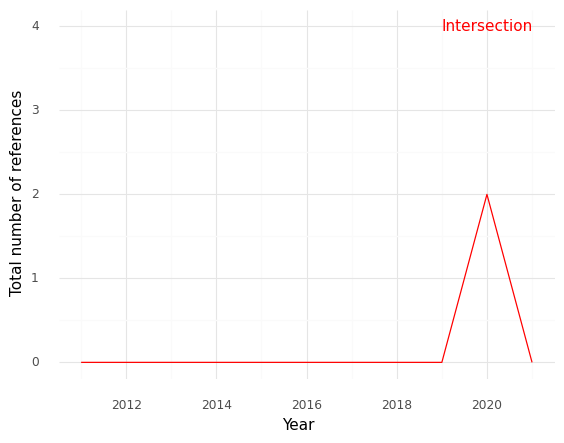 Intersection
4
3
2
1
0
Total number of references
2012 2014 2016 2018 2020
Year